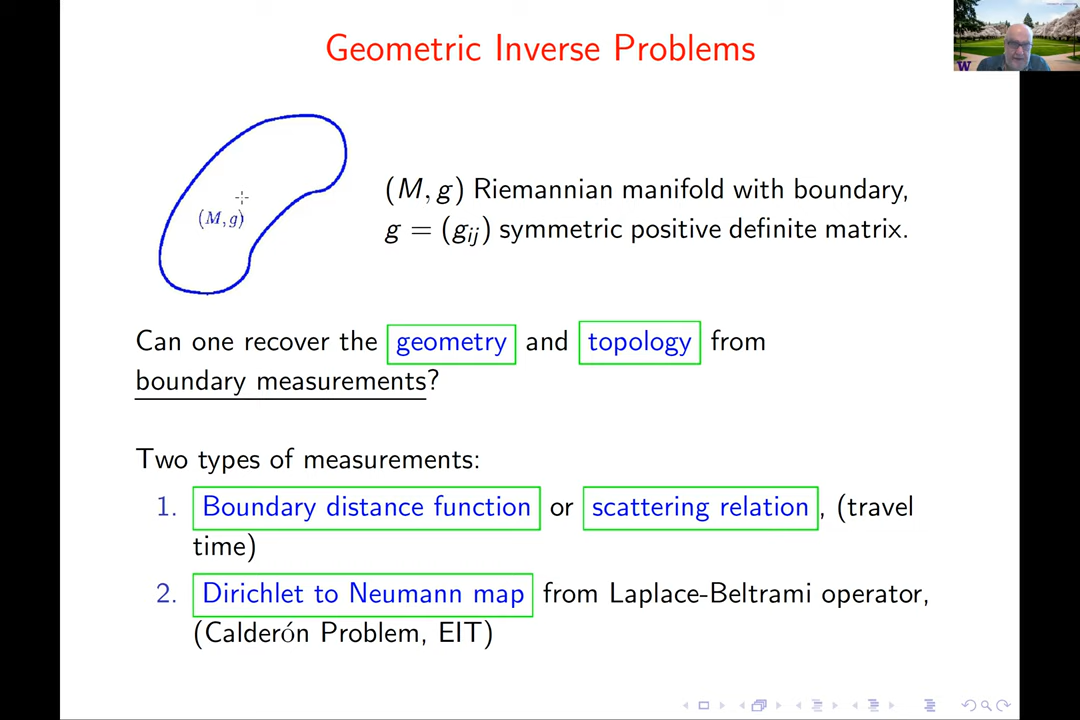 Geometric Inverse Problems
(M, g)
(M, g) Riemannian manifold with boundary,
g = (gij) symmetric positive definite matrix.
Can one recover the geometry and topology from
boundary measurements?
Two types of measurements:
1. Boundary distance function or scattering relation, (travel
time)
2. Dirichlet to Neumann map from Laplace-Beltrami operator,
(Calderón Problem, EIT)
W